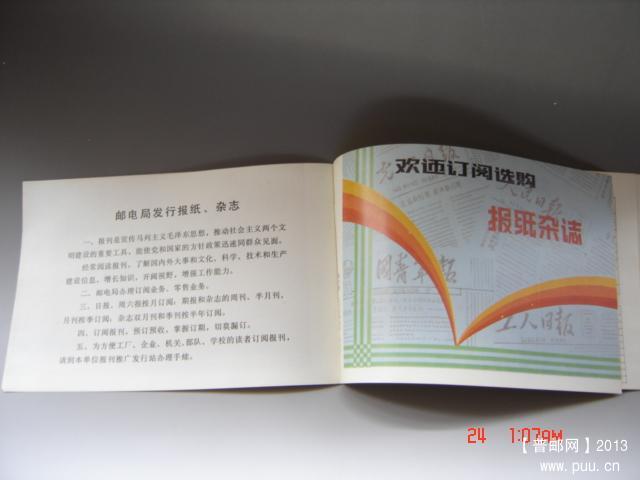 邮电局发行报纸、杂志
一、报刊是宣传马列主义毛泽东思想，推动社会主义两个文
明建设的重要工具，能使党和国家的方针政策迅速同群众见面。
经常阅读报刊，了解国内外大事和文化、科学、技术和生产
建设信息，增长知识，开阔视野，增强工作能力。
二、邮电局办理订阅业务、零售业务。
三、日报、周六报按月订阅；期报和杂志的周刊、半月刊、
月刊按季订阅；杂志双月刊和季刊按半年订阅。
四、订阅报刊，预订预收，掌握订期，切莫漏订。
五、为方便工厂、企业、机关、部队、学校的读者订阅报刊，
请到本单位报刊推广发行站办理手续。
欢迎订阅选购
报纸杂志
人民日报
国青年报
工人日报
24 1:07AM
【普邮网】2013
www.puu.cn